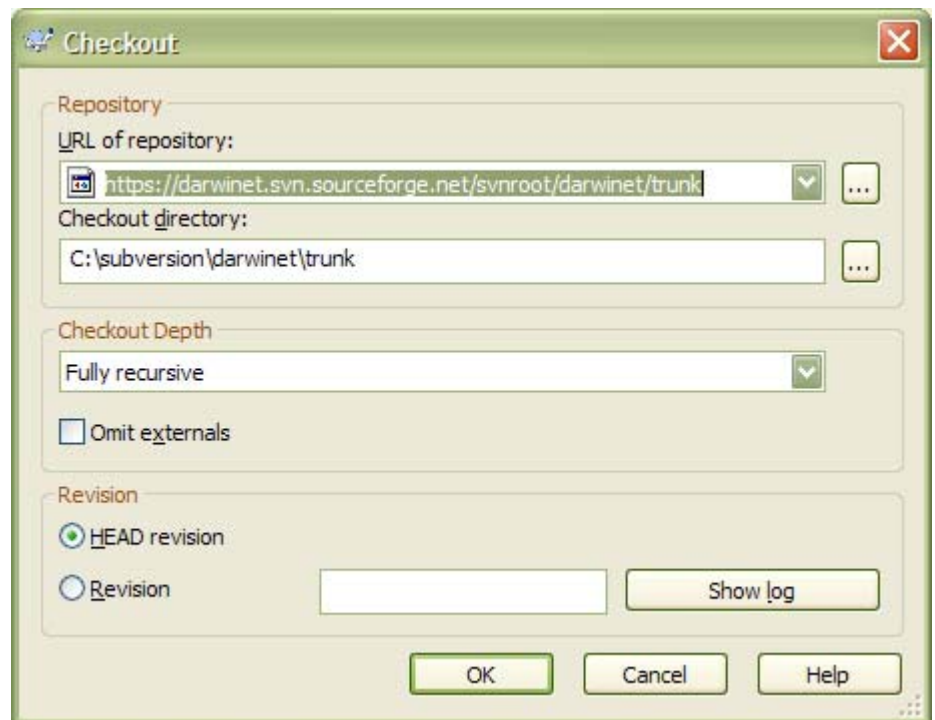 Checkout
Repository
URL of repository:
https://darwinet.svn.sourceforge.net/svnroot/darwinet/trunk
...
Checkout directory:
C:\subversion\darwinet\trunk
...
Checkout Depth
Fully recursive
Omit externals
Revision
HEAD revision
Revision
Show log
OK Cancel Help